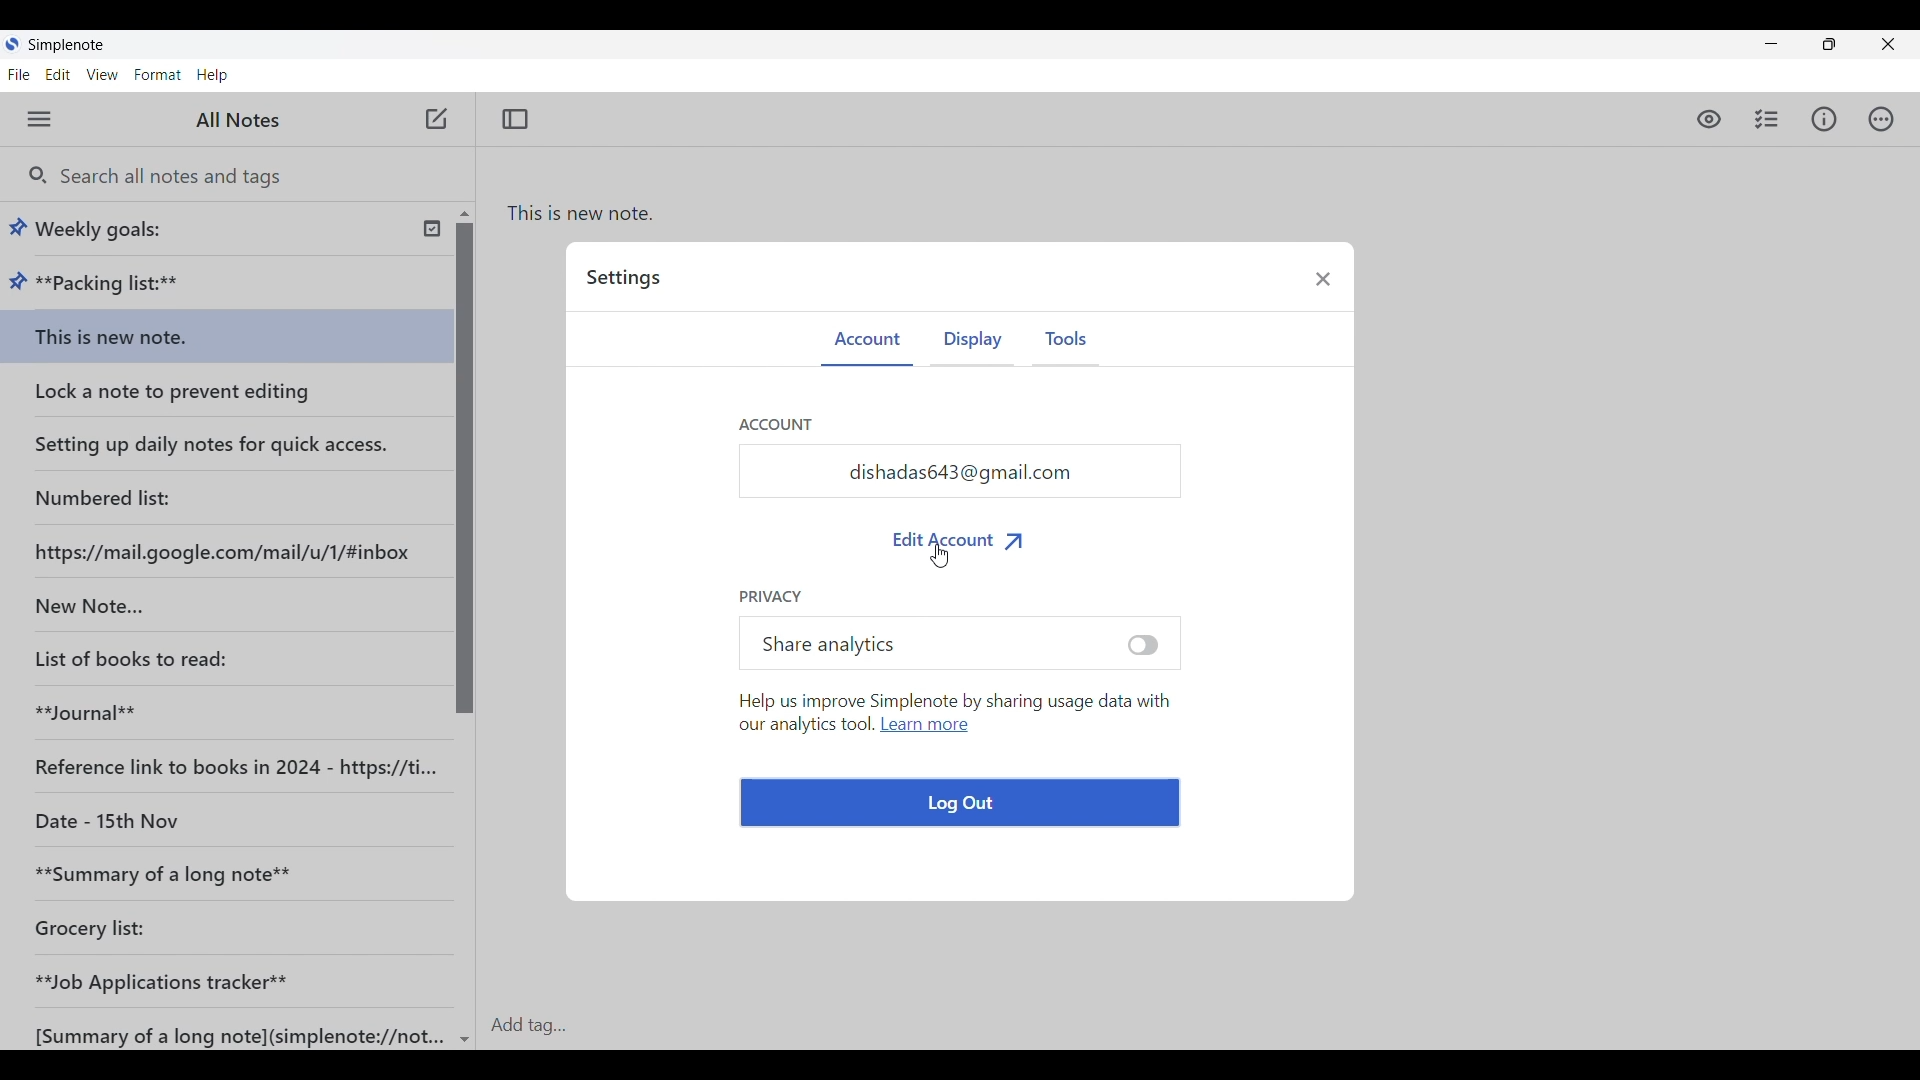 Simplenote
File Edit View Format Help
All Notes
Search all notes and tags
Weekly goals:
**Packing list:**
This is new note.
Lock a note to prevent editing
Setting up daily notes for quick access.
Numbered list:
https://mail.google.com/mail/u/1/#inbox
New Note...
List of books to read:
**Journal**
Reference link to books in 2024 - https://ti...
Date - 15th Nov
**Summary of a long note**
Grocery list:
**Job Applications tracker**
[Summary of a long note](simplenote://not...
This is new note.
Settings
Account Display Tools
ACCOUNT
dishadas643@gmail.com
Edit Account
PRIVACY
Share analytics
Help us improve Simplenote by sharing usage data with
our analytics tool. Learn more
Log Out
Add tag...